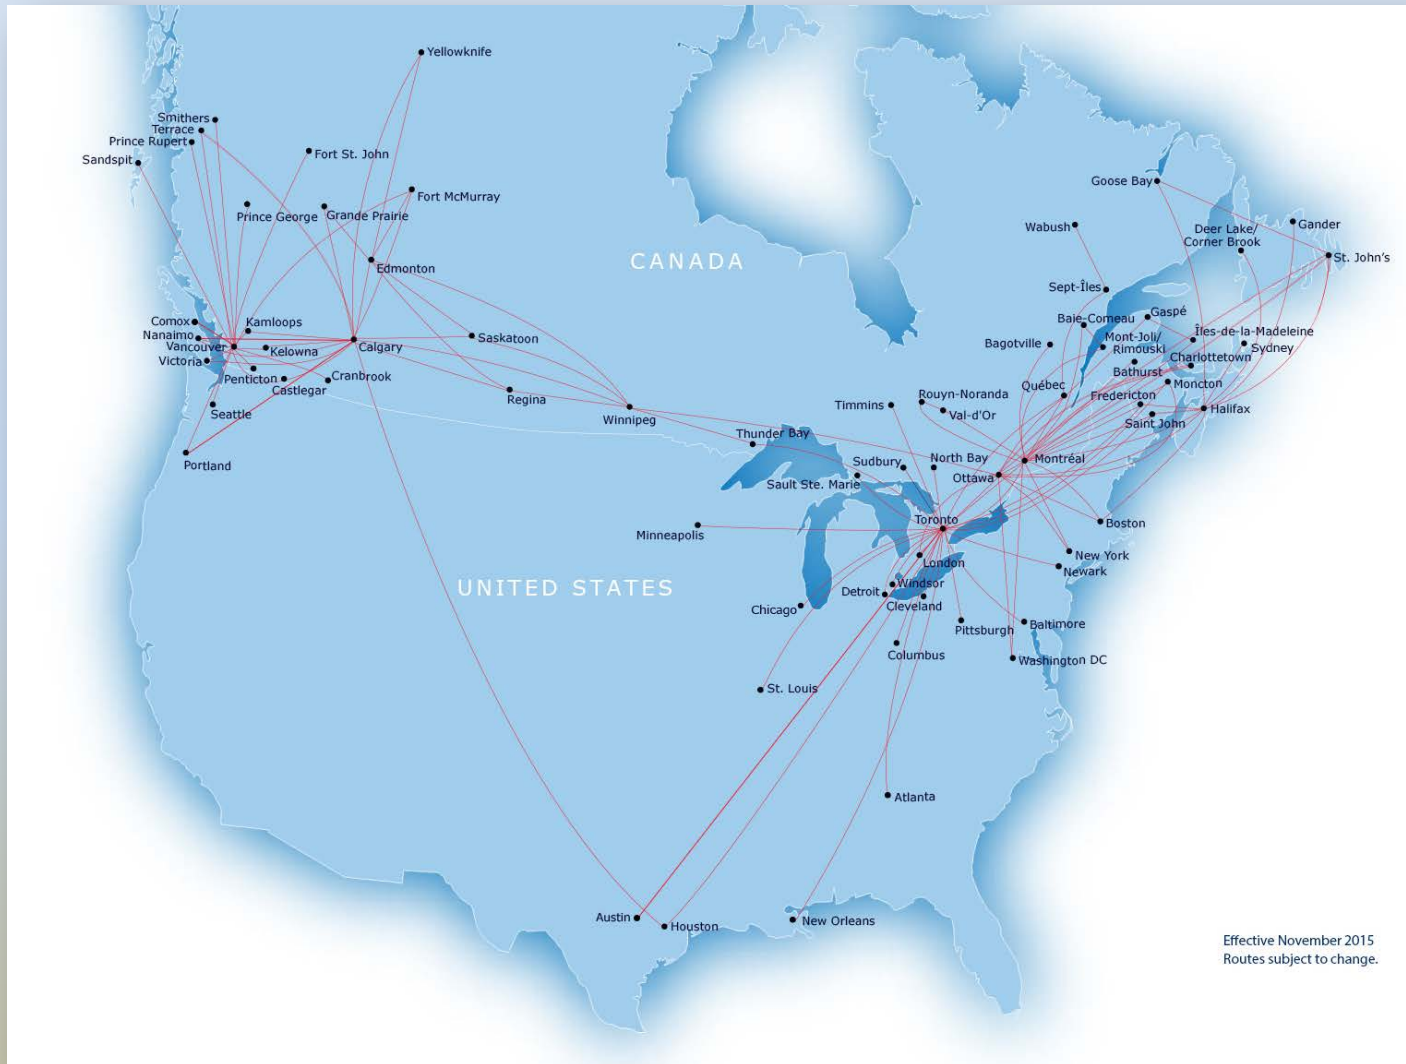 Yellowknife
Smithers
Terrace
Prince Rupert
Sandspit
Fort St. John
Fort McMurray
Prince George
Grande Prairie
Edmonton
CANADA
Goose Bay
Wabush
Deer Lake/
Corner Brook
Gander
St. John's
Sept-Îles
Comox
Nanaimo
Vancouver
Victoria
Kamloops
Kelowna
Penticton
Castlegar
Cranbrook
Calgary
Saskatoon
Seattle
Portland
Regina
Winnipeg
Baie-Comeau
Gaspé
Îles-de-la-Madeleine
Bagotville
Mont-Joli/
Rimouski
Sydney
Charlottetown
Bathurst
Moncton
Québec
Fredericton
Halifax
Saint John
Rouyn-Noranda
Timmins
Val-d'Or
Thunder Bay
Sudbury
North Bay
Montréal
Sault Ste. Marie
Ottawa
Toronto
Boston
Minneapolis
New York
Newark
London
UNITED STATES
Windsor
Detroit
Cleveland
Chicago
Pittsburgh
Baltimore
Columbus
Washington DC
St. Louis
Atlanta
Austin
Houston
New Orleans
Effective November 2015
Routes subject to change.